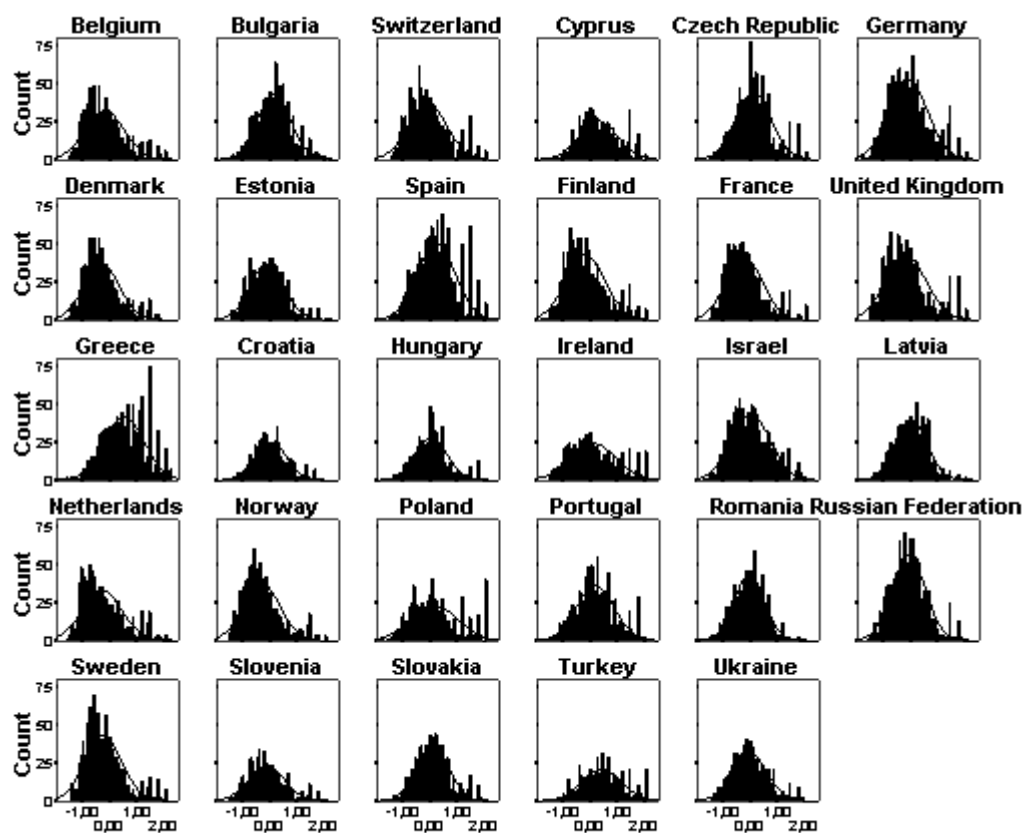 Belgium Bulgaria Switzerland Cyprus Czech Republic Germany
75
50
25
0
Count
Denmark Estonia Spain Finland France United Kingdom
75
50
25
0
Count
Greece Croatia Hungary Ireland Israel Latvia
75
50
25
0
Count
Netherlands Norway Poland Portugal Romania Russian Federation
75
50
25
0
Count
Sweden Slovenia Slovakia Turkey Ukraine
75
50
25
0
Count
-1,00 1,00 -1,00 1,00 -1,00 1,00 -1,00 1,00 -1,00 1,00
0,00 2,00 0,00 2,00 0,00 2,00 0,00 2,00 0,00 2,00